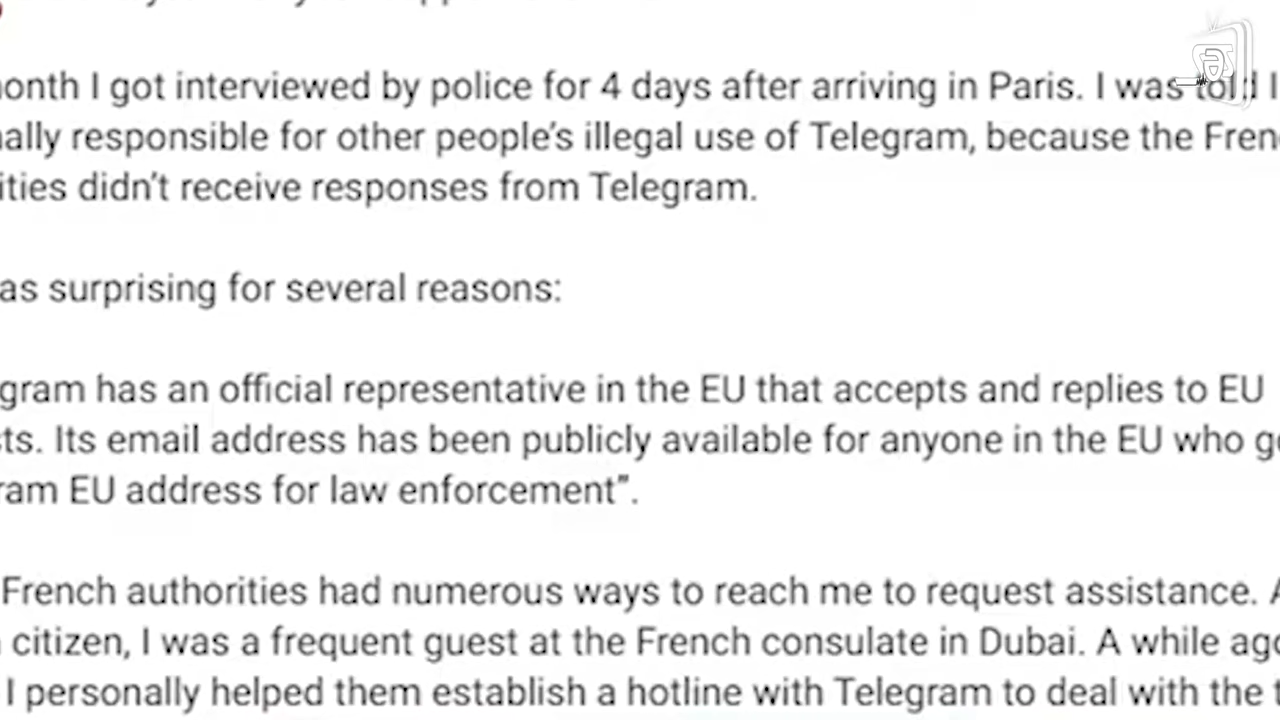 onth I got interviewed by police for 4 days after arriving in Paris. I was told I
ally responsible for other people's illegal use of Telegram, because the Fren
ities didn't receive responses from Telegram.
as surprising for several reasons:
gram has an official representative in the EU that accepts and replies to EU
sts. Its email address has been publicly available for anyone in the EU who go
ram EU address for law enforcement”.
French authorities had numerous ways to reach me to request assistance. A
citizen, I was a frequent guest at the French consulate in Dubai. A while ago
I personally helped them establish a hotline with Telegram to deal with the t